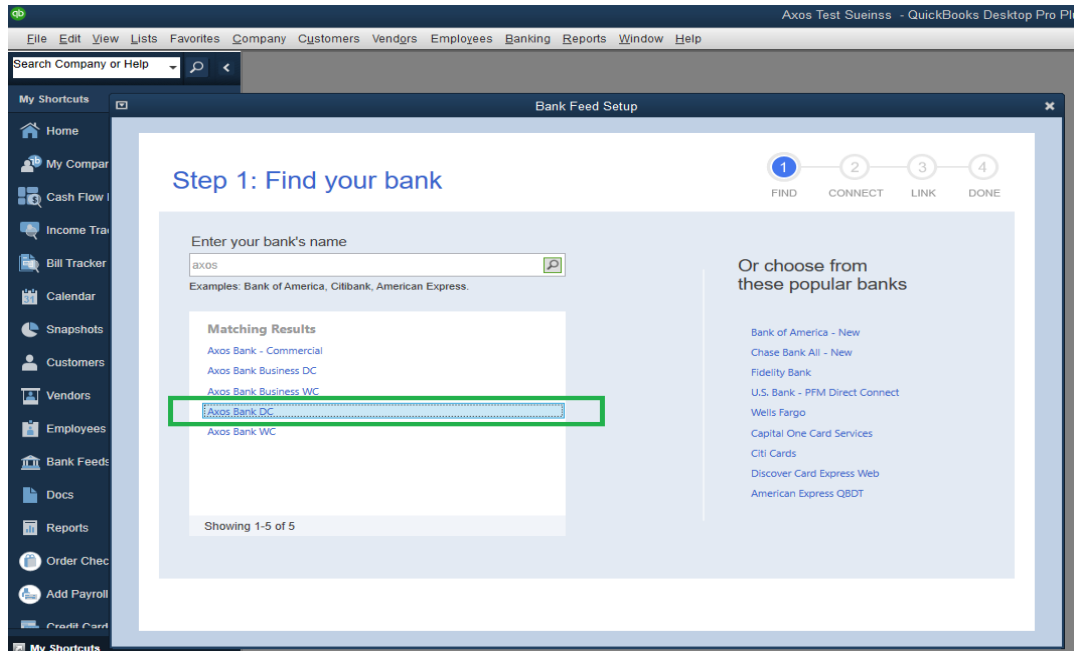 qb
Axos Test Sueinss - QuickBooks Desktop Pro Pl
File Edit View Lists Favorites Company Customers Vendors Employees Banking Reports Window Help
Search Company or Help
My Shortcuts
Home
My Compar
Cash Flow
Income Tra
Bill Tracker
31
Calendar
Snapshots
Customers
Vendors
Employees
Bank Feeds
Docs
Reports
Order Chec
Add Payroll
Credit Card
My Shortcuts
Bank Feed Setup
Step 1: Find your bank
1 2 3 4
FIND CONNECT LINK DONE
Enter your bank's name
axos
Examples: Bank of America, Citibank, American Express.
Matching Results
Axos Bank - Commercial
Axos Bank Business DC
Axos Bank Business WC
Axos Bank DC
Axos Bank WC
Showing 1-5 of 5
Or choose from
these popular banks
Bank of America - New
Chase Bank All - New
Fidelity Bank
U.S. Bank - PFM Direct Connect
Wells Fargo
Capital One Card Services
Citi Cards
Discover Card Express Web
American Express QBDT